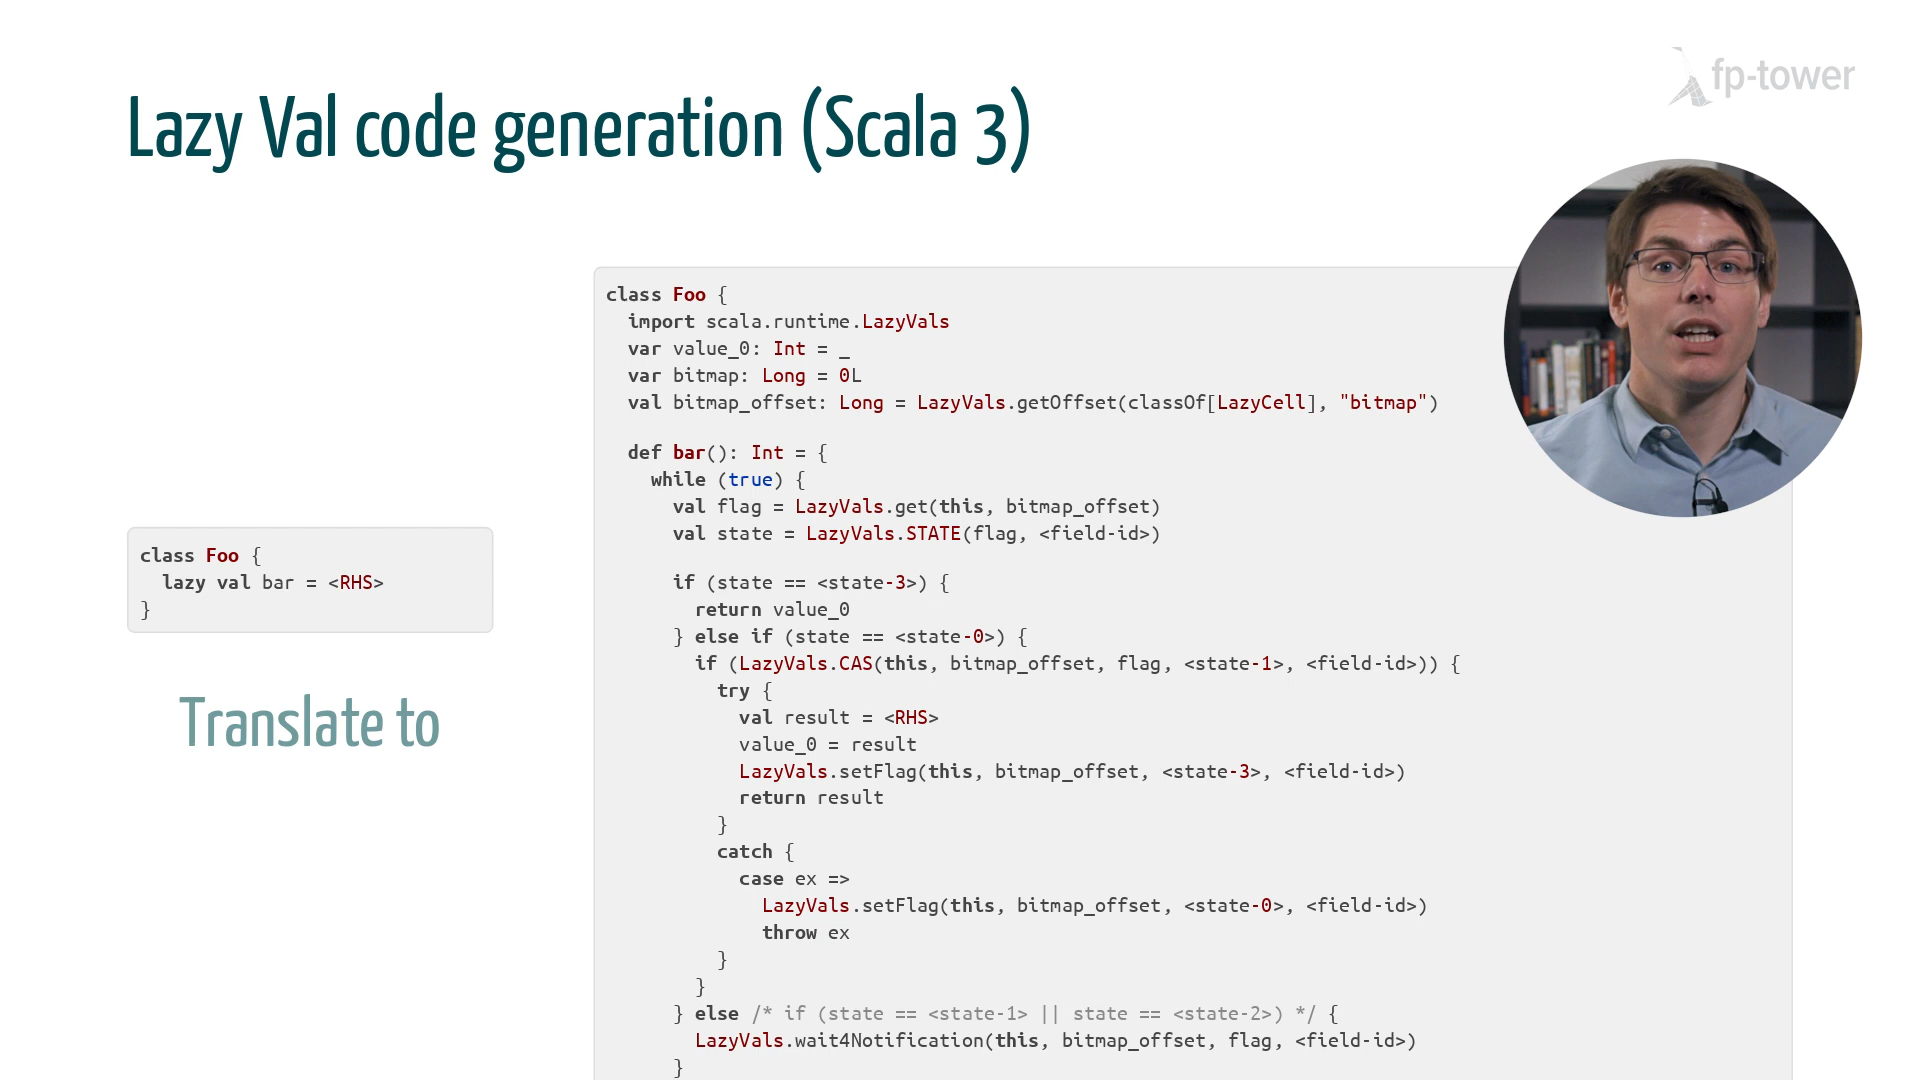 fp-tower
Lazy Val code generation (Scala 3)
class Foo {
  lazy val bar = <RHS>
}
Translate to
class Foo {
  import scala.runtime.LazyVals
  var value_0: Int = _
  var bitmap: Long = 0L
  val bitmap_offset: Long = LazyVals.getOffset(classOf[LazyCell], "bitmap")
  def bar(): Int = {
    while (true) {
      val flag = LazyVals.get(this, bitmap_offset)
      val state = LazyVals.STATE(flag, <field-id>)
      if (state == <state-3>) {
        return value_0
      } else if (state == <state-0>) {
        if (LazyVals.CAS(this, bitmap_offset, flag, <state-1>, <field-id>)) {
          try {
            val result = <RHS>
            value_0 = result
            LazyVals.setFlag(this, bitmap_offset, <state-3>, <field-id>)
            return result
          }
          catch {
            case ex =>
              LazyVals.setFlag(this, bitmap_offset, <state-0>, <field-id>)
              throw ex
          }
        }
      } else /* if (state == <state-1> || state == <state-2>) */ {
        LazyVals.wait4Notification(this, bitmap_offset, flag, <field-id>)
      }